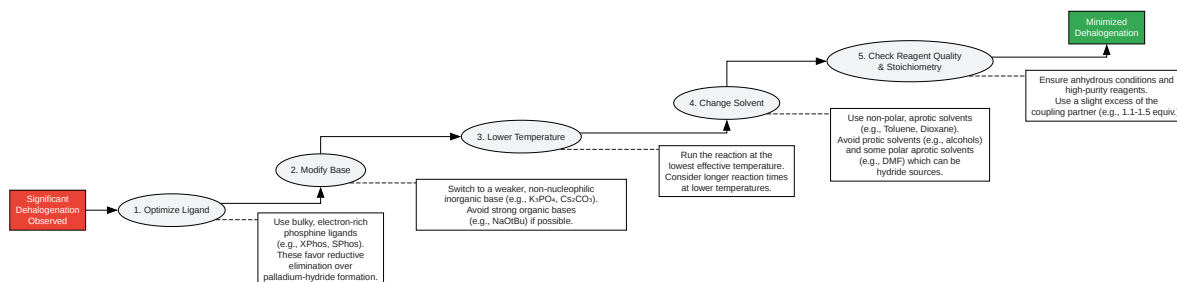 Significant
Dehalogenation
Observed
1. Optimize Ligand
Use bulky, electron-rich
phosphine ligands
(e.g., XPhos, SPhos).
These favor reductive
elimination over
palladium-hydride formation.
2. Modify Base
Switch to a weaker, non-nucleophilic
inorganic base (e.g., K₃PO₄, Cs₂CO₃).
Avoid strong organic bases
(e.g., NaOtBu) if possible.
3. Lower Temperature
Run the reaction at the
lowest effective temperature.
Consider longer reaction times
at lower temperatures.
4. Change Solvent
Use non-polar, aprotic solvents
(e.g., Toluene, Dioxane).
Avoid protic solvents (e.g., alcohols)
and some polar aprotic solvents
(e.g., DMF) which can be
hydride sources.
5. Check Reagent Quality
& Stoichiometry
Ensure anhydrous conditions and
high-purity reagents.
Use a slight excess of the
coupling partner (e.g., 1.1-1.5 equiv.)
Minimized
Dehalogenation